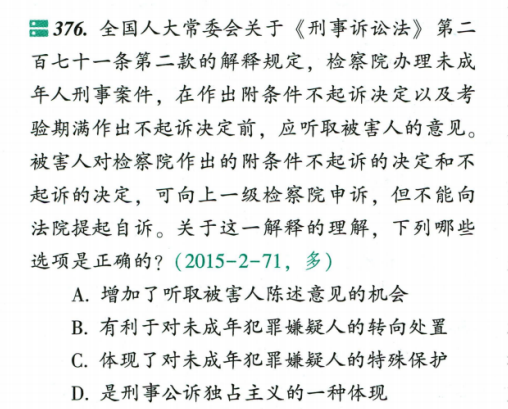 376. 全国人大常委会关于《刑事诉讼法》第二
百七十一条第二款的解释规定，检察院办理未成
年人刑事案件，在作出附条件不起诉决定以及考
验期满作出不起诉决定前，应听取被害人的意见。
被害人对检察院作出的附条件不起诉的决定和不
起诉的决定，可向上一级检察院申诉，但不能向
法院提起自诉。关于这一解释的理解，下列哪些
选项是正确的？（2015-2-71，多）
A. 增加了听取被害人陈述意见的机会
B. 有利于对未成年犯罪嫌疑人的转向处置
C. 体现了对未成年犯罪嫌疑人的特殊保护
D. 是刑事公诉独占主义的一种体现